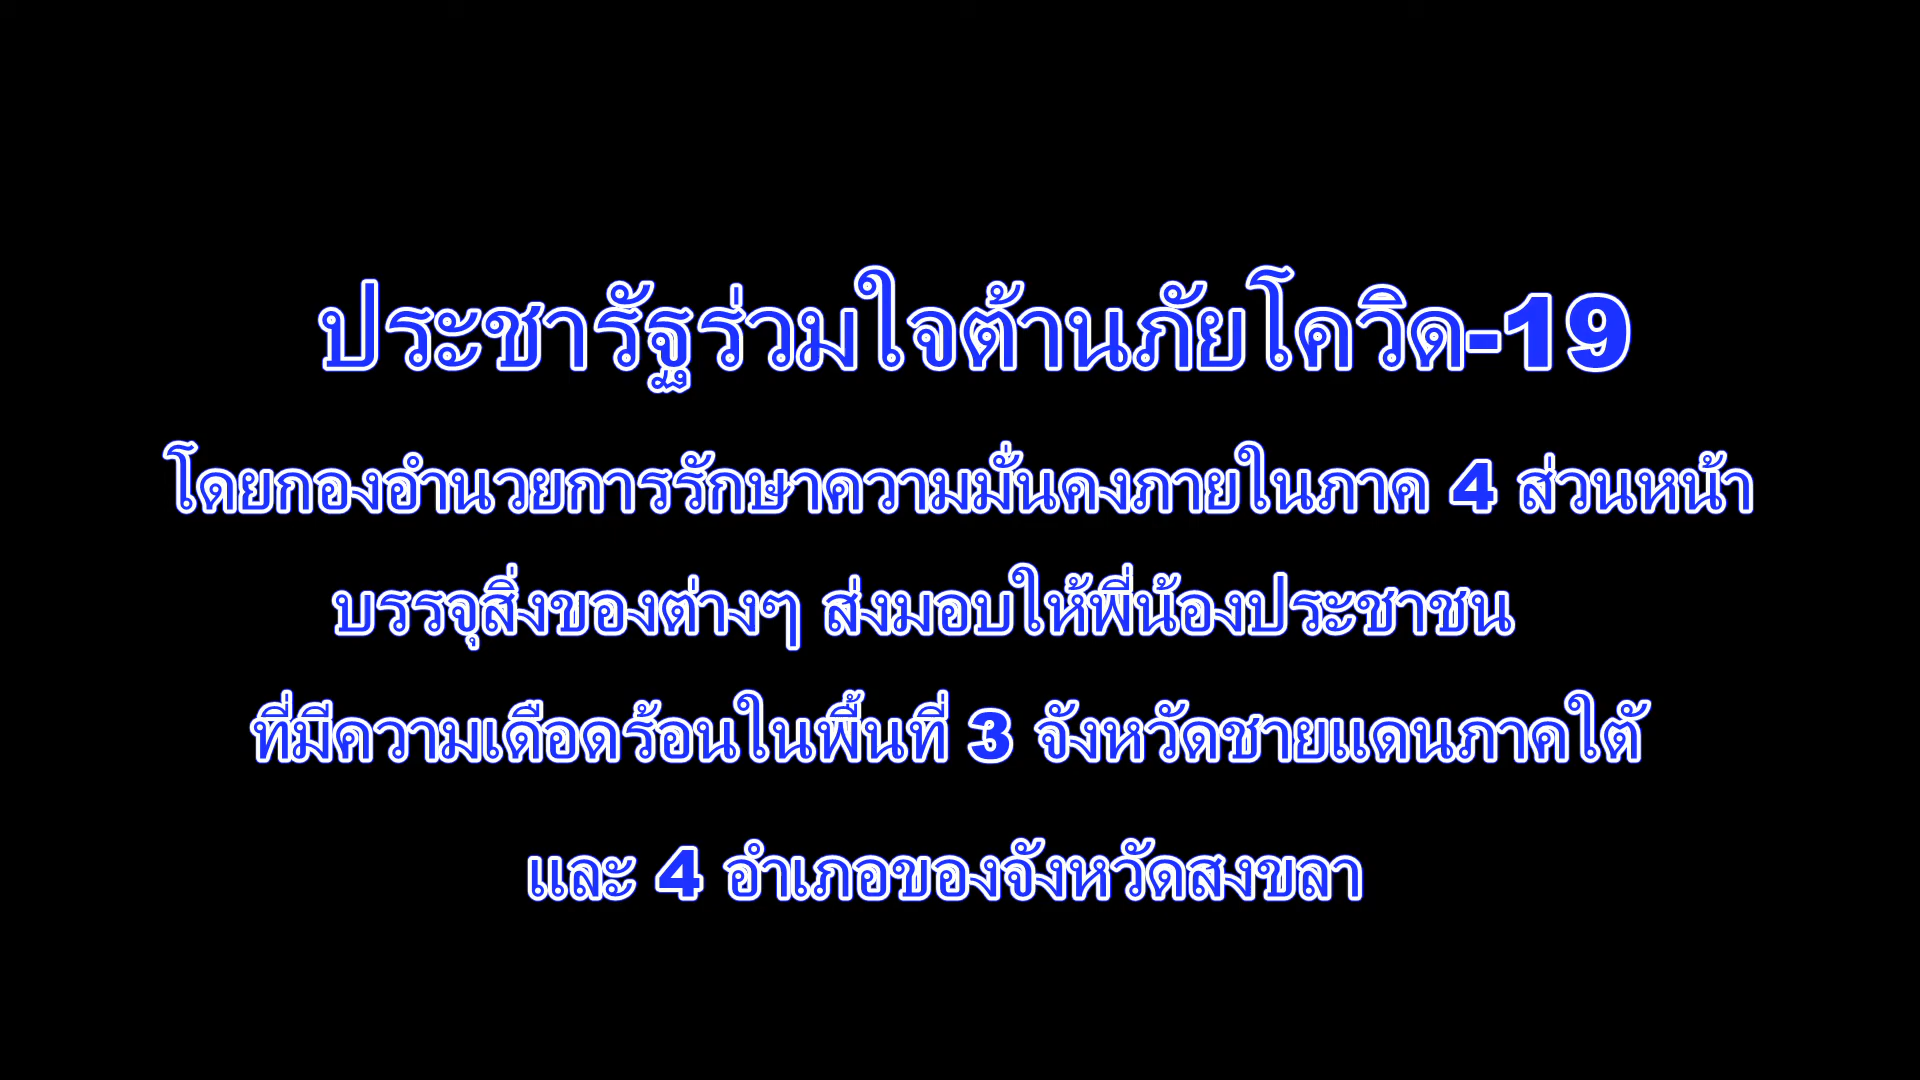 ประชารัฐร่วมใจต้านภัยโควิด-19
โดยกองอำนวยการรักษาความมั่นคงภายในภาค 4 ส่วนหน้า
บรรจุสิ่งของต่างๆ ส่งมอบให้พี่น้องประชาชน
ที่มีความเดือดร้อนในพื้นที่ 3 จังหวัดชายแดนภาคใตั
และ 4 อำเภอของจังหวัดสงขลา